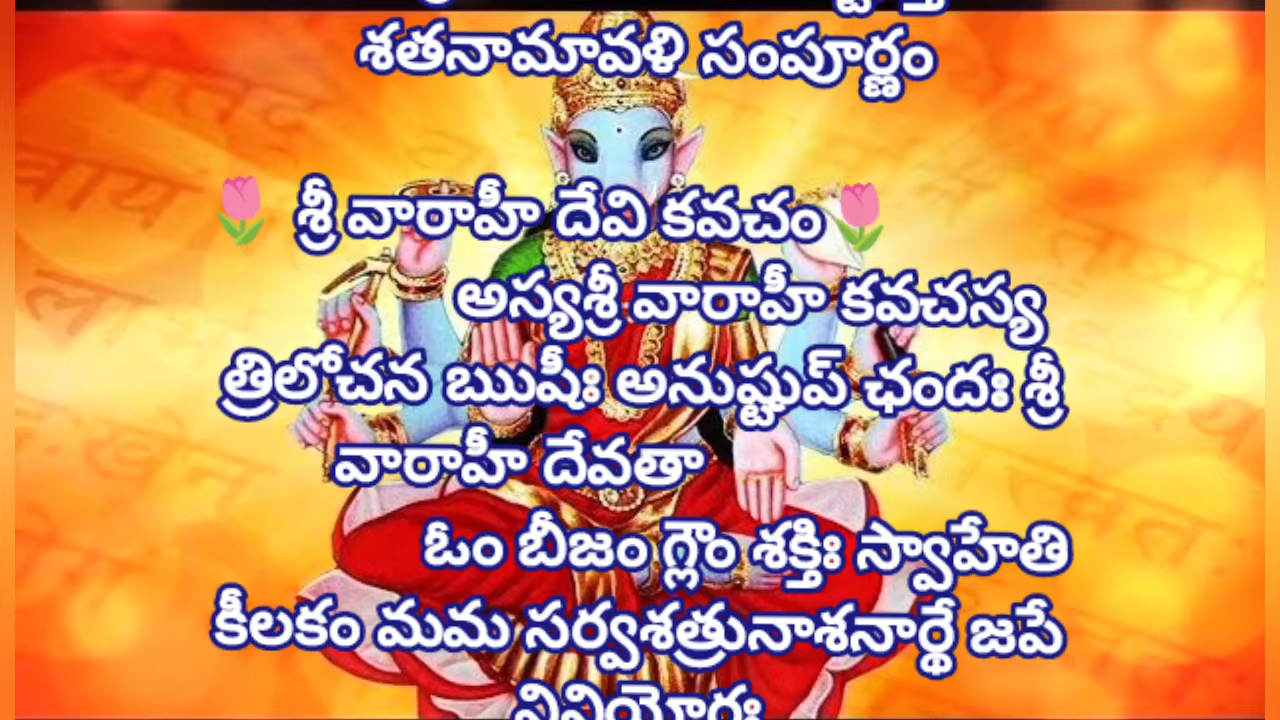 శతనామావళి సంపూర్ణం
🌷 శ్రీ వారాహీ దేవి కవచం🌷
అస్యశ్రీ వారాహీ కవచస్య
త్రిలోచన ఋషీః అనుష్టుప్ ఛందః శ్రీ
వారాహీ దేవతా
ఓం బీజం గ్లౌం శక్తిః స్వాహేతి
కీలకం మమ సర్వశత్రునాశనార్థే జపే
వినియోగః